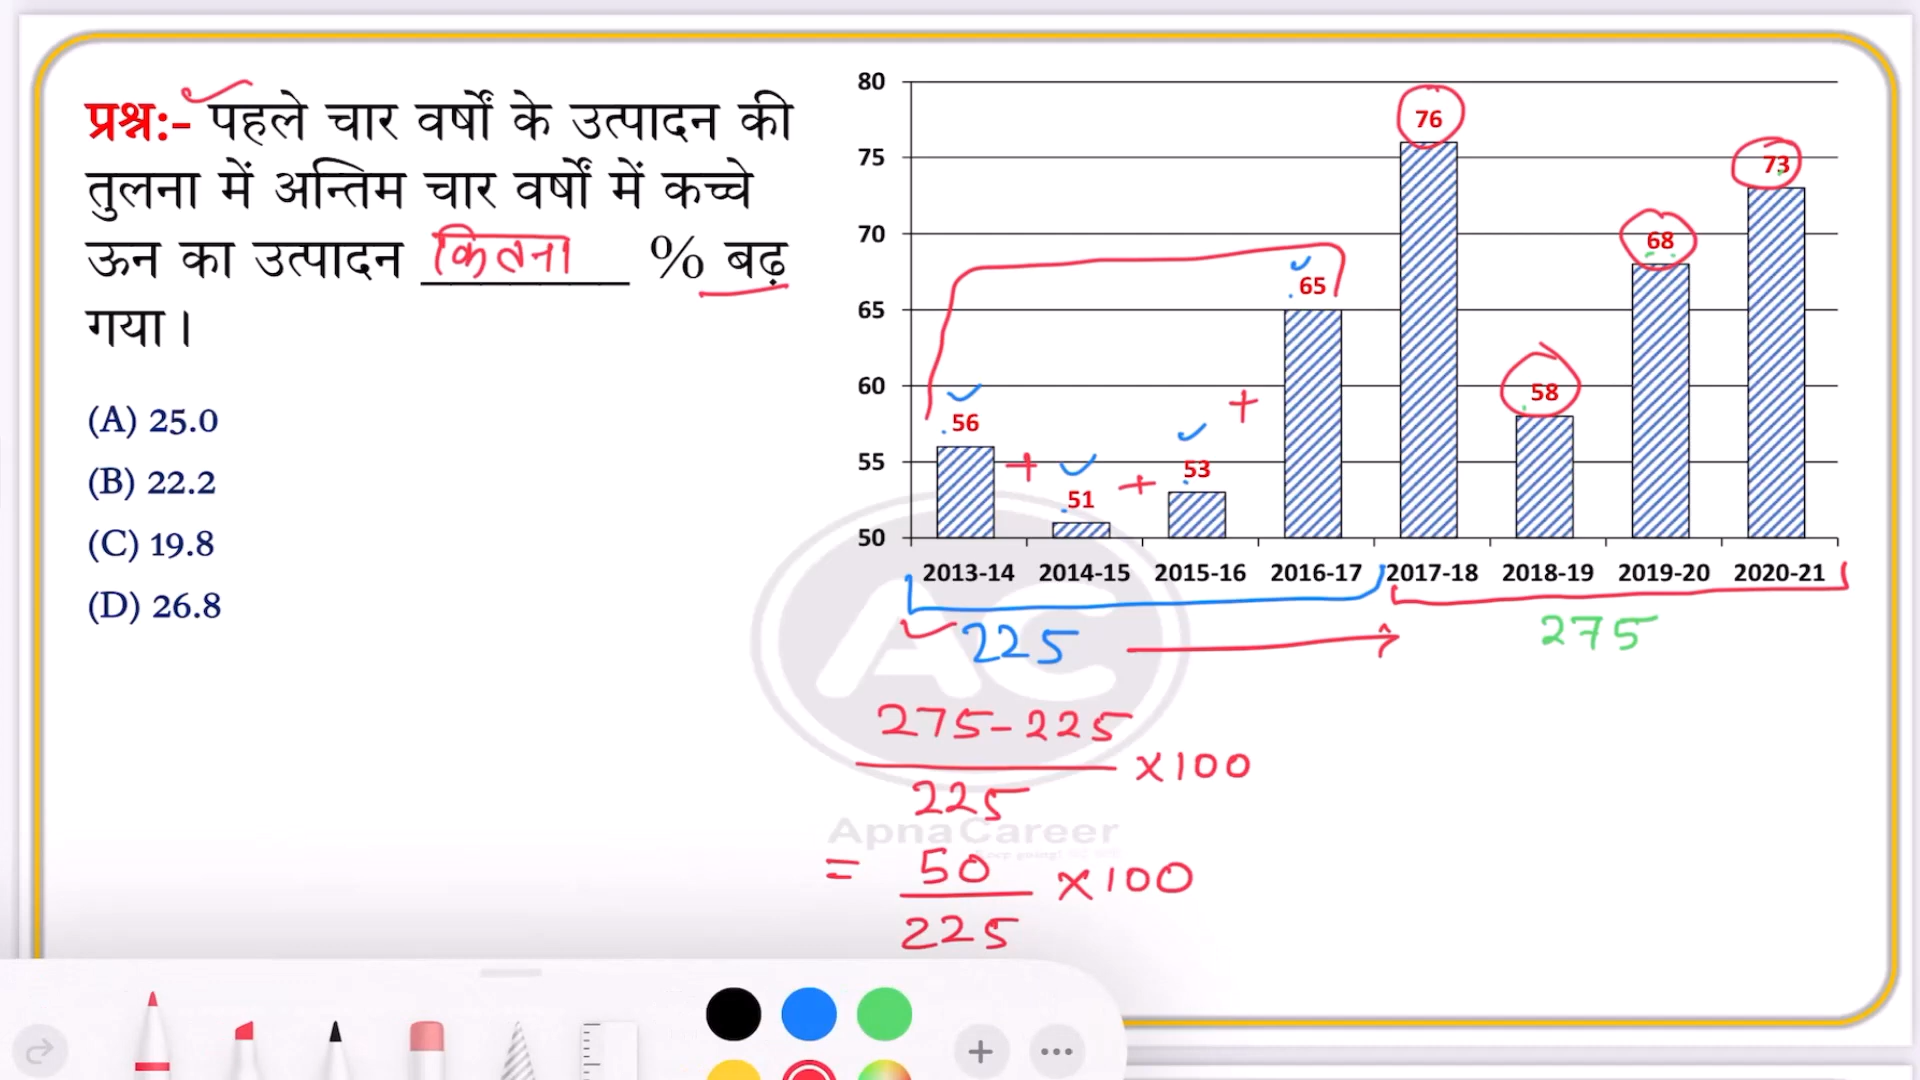 प्रश्न:- पहले चार वर्षों के उत्पादन की
तुलना में अन्तिम चार वर्षों में कच्चे
ऊन का उत्पादन कितना % बढ़
गया।
(A) 25.0
(B) 22.2
(C) 19.8
(D) 26.8
80
75
70
65
60
55
50
56
+
51
+
53
+
65
76
58
68
73
2013-14 2014-15 2015-16 2016-17 2017-18 2018-19 2019-20 2020-21
225
275
275-225
225
×100
= 50
225
×100
AC
ApnaCareer